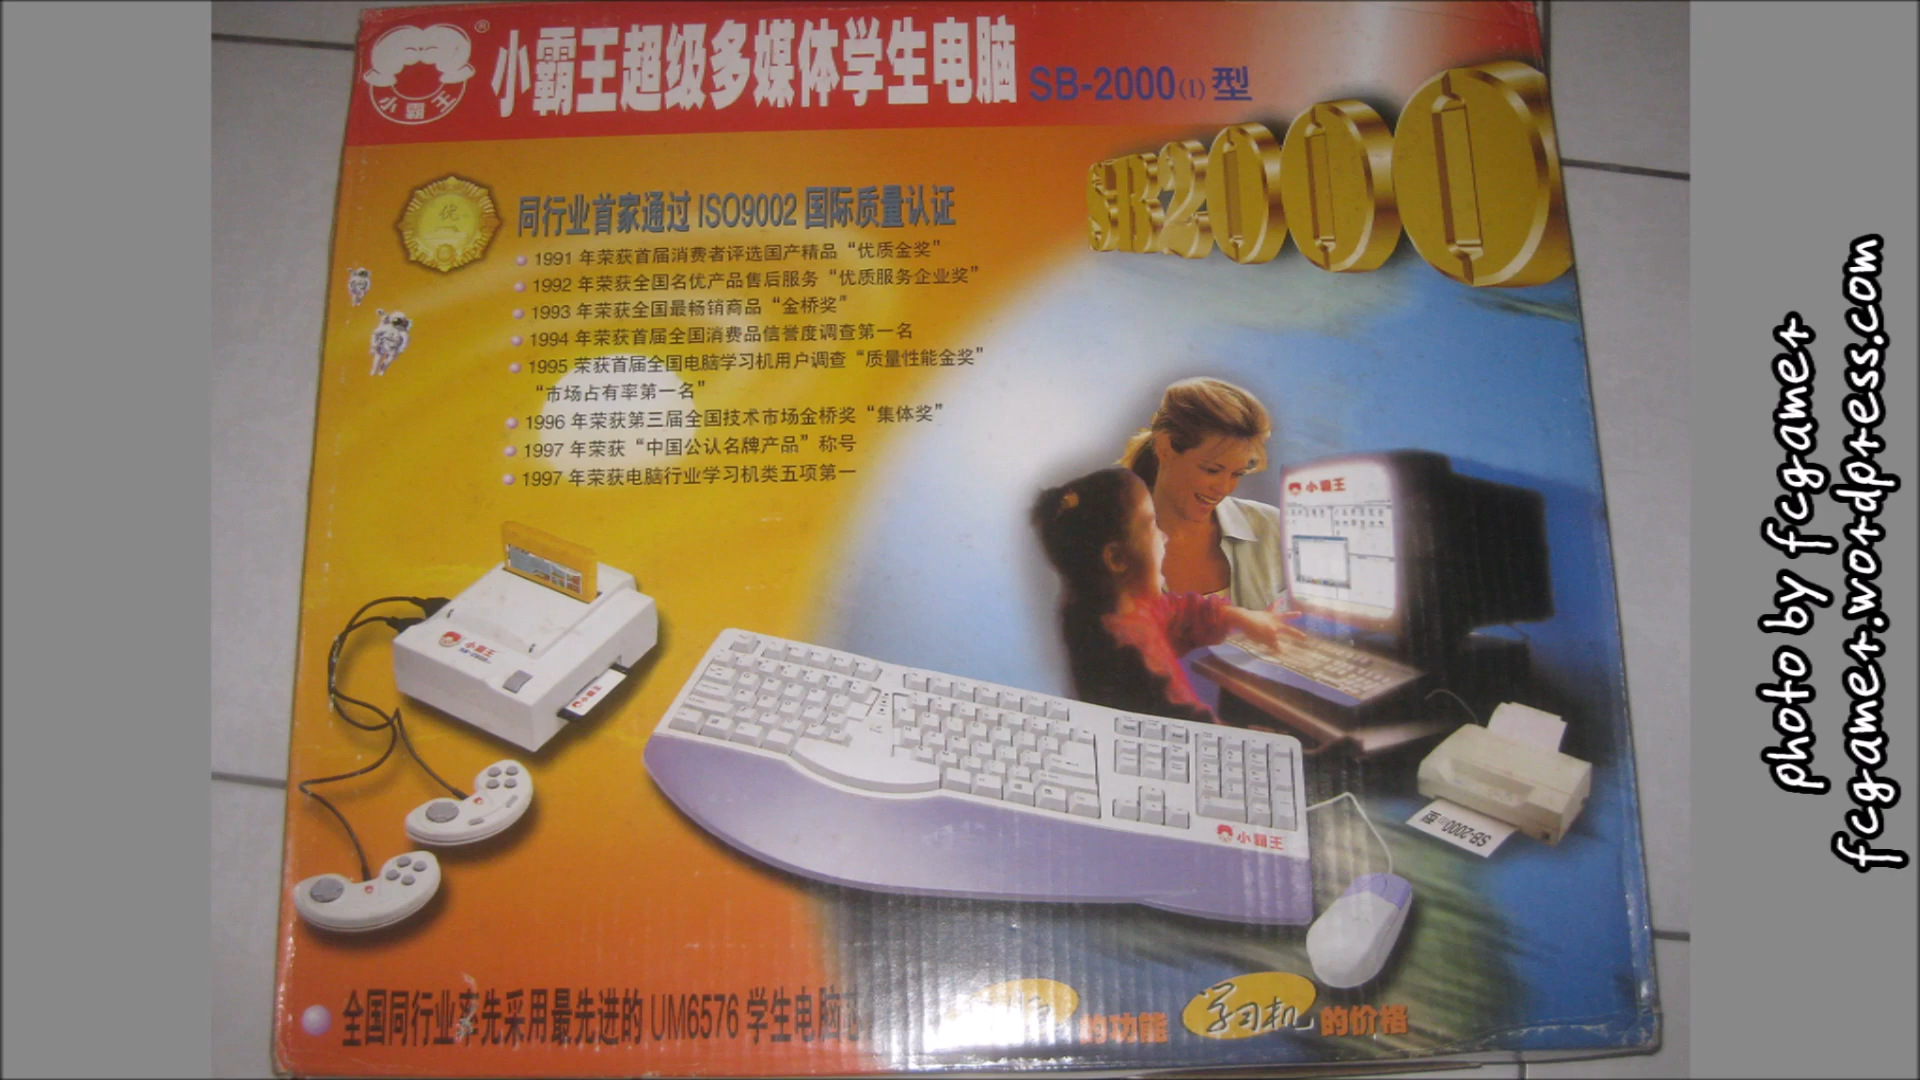 小霸王
®
小霸王超级多媒体学生电脑 SB-2000(1)型
SB2000
优
同行业首家通过 ISO9002 国际质量认证
1991 年荣获首届消费者评选国产精品“优质金奖”
1992 年荣获全国名优产品售后服务“优质服务企业奖”
1993 年荣获全国最畅销商品“金桥奖”
1994 年荣获首届全国消费品信誉度调查第一名
1995 荣获首届全国电脑学习机用户调查“质量性能金奖”
“市场占有率第一名”
1996 年荣获第三届全国技术市场金桥奖“集体奖”
1997 年荣获“中国公认名牌产品”称号
1997 年荣获电脑行业学习机类五项第一
小霸王
小霸王
小霸王
小霸王
SB-2000(1)型
全国同行业率先采用最先进的 UM6576 学生电脑
的功能 学习机 的价格
photo by fcgamer
fcgamer.wordpress.com